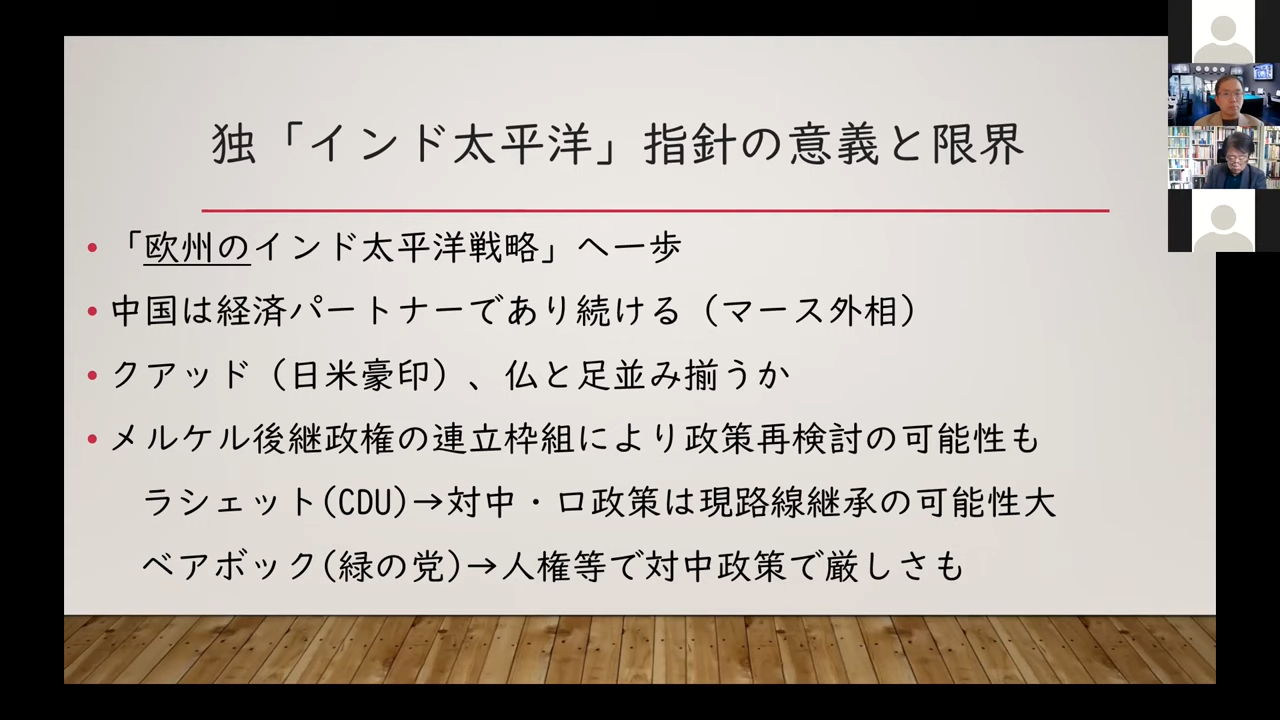 独「インド太平洋」指針の意義と限界
• 「欧州のインド太平洋戦略」へ一歩
• 中国は経済パートナーであり続ける（マース外相）
• クアッド（日米豪印）、仏と足並み揃うか
• メルケル後継政権の連立枠組により政策再検討の可能性も
ラシェット(CDU)→対中・ロ政策は現路線継承の可能性大
ベアボック(緑の党)→人権等で対中政策で厳しさも